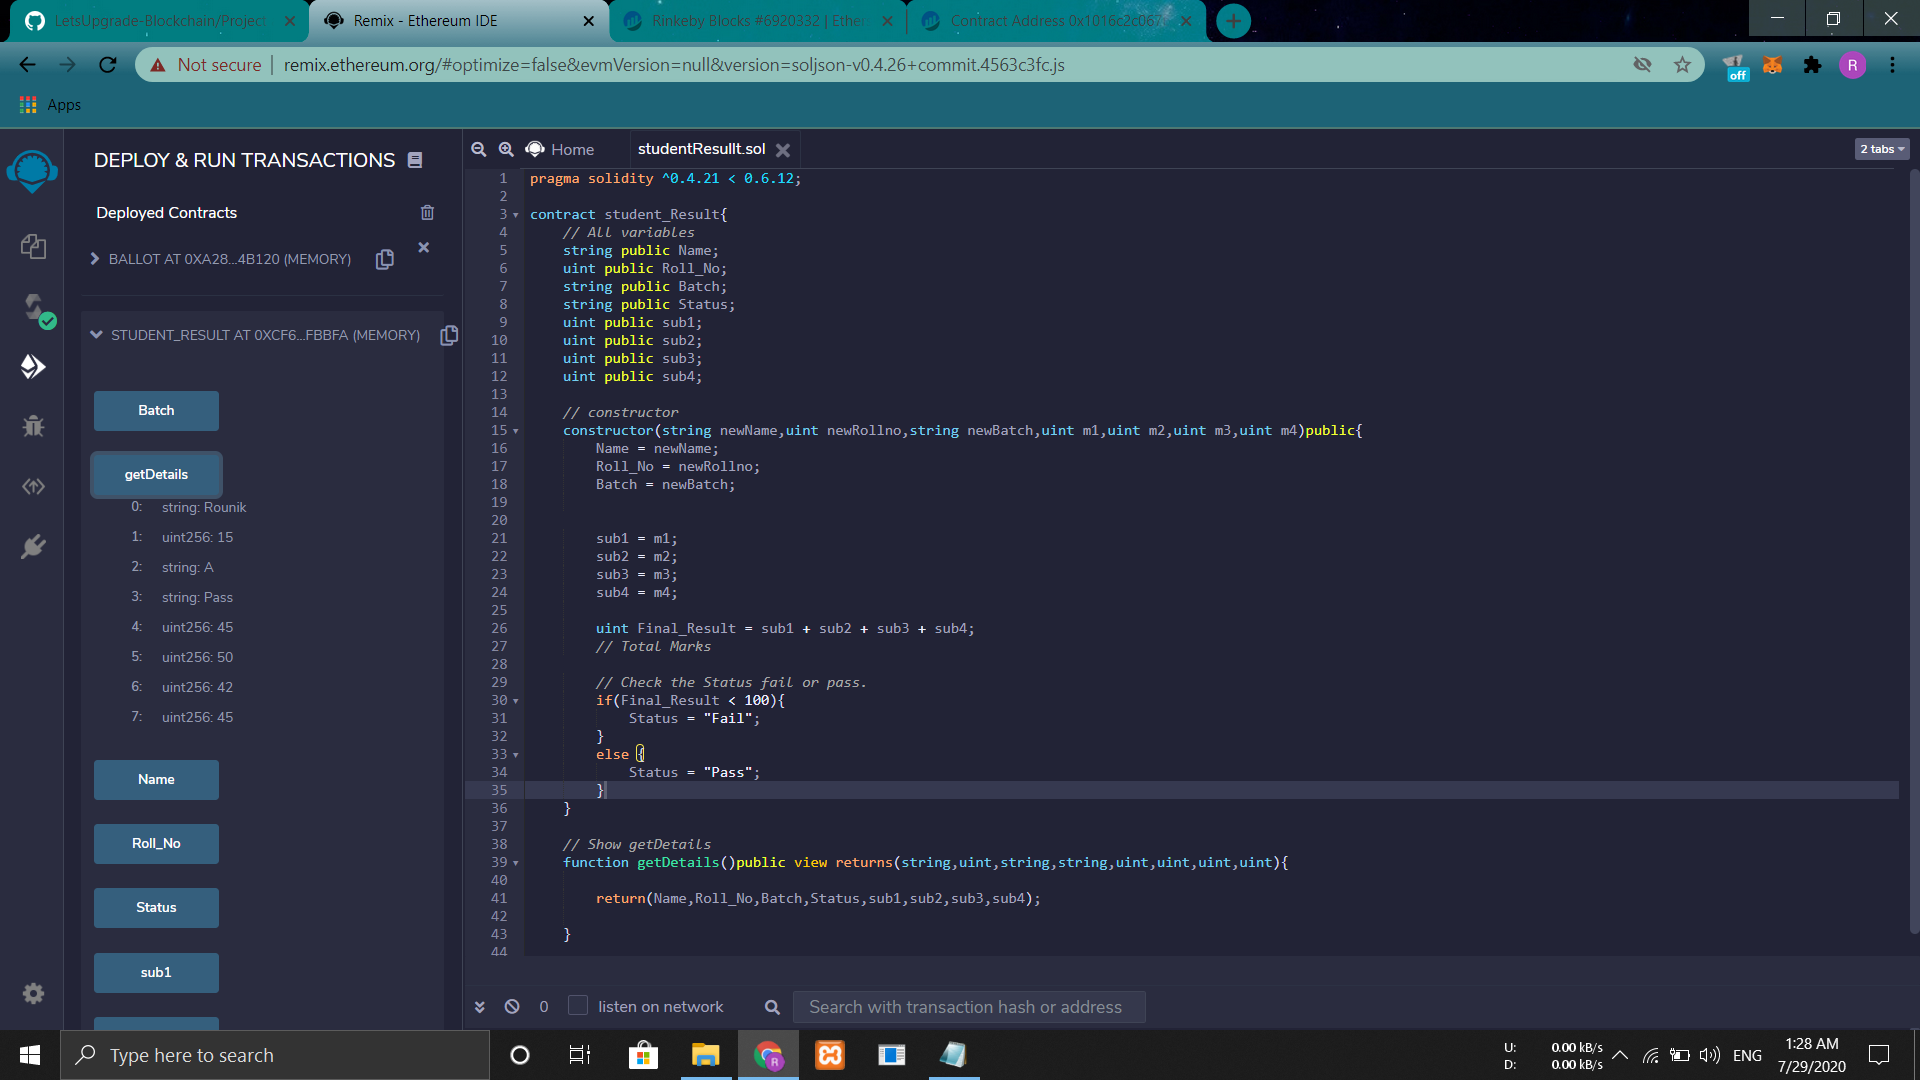 LetsUpgrade-Blockchain/Project
Remix - Ethereum IDE
Rinkeby Blocks #6920332 | Ether
Contract Address 0x1016c2c067
Not secure
remix.ethereum.org/#optimize=false&evmVersion=null&version=soljson-v0.4.26+commit.4563c3fc.js
off
R
Apps
DEPLOY & RUN TRANSACTIONS
Deployed Contracts
BALLOT AT 0XA28...4B120 (MEMORY)
STUDENT_RESULT AT 0XCF6...FBBFA (MEMORY)
Batch
getDetails
0: string: Rounik
1: uint256: 15
2: string: A
3: string: Pass
4: uint256: 45
5: uint256: 50
6: uint256: 42
7: uint256: 45
Name
Roll_No
Status
sub1
Home
studentResullt.sol
2 tabs
1 pragma solidity ^0.4.21 < 0.6.12;
2
3 contract student_Result{
4 // All variables
5 string public Name;
6 uint public Roll_No;
7 string public Batch;
8 string public Status;
9 uint public sub1;
10 uint public sub2;
11 uint public sub3;
12 uint public sub4;
13
14 // constructor
15 constructor(string newName,uint newRollno,string newBatch,uint m1,uint m2,uint m3,uint m4)public{
16 Name = newName;
17 Roll_No = newRollno;
18 Batch = newBatch;
19
20
21 sub1 = m1;
22 sub2 = m2;
23 sub3 = m3;
24 sub4 = m4;
25
26 uint Final_Result = sub1 + sub2 + sub3 + sub4;
27 // Total Marks
28
29 // Check the Status fail or pass.
30 if(Final_Result < 100){
31 Status = "Fail";
32 }
33 else {
34 Status = "Pass";
35 }
36 }
37
38 // Show getDetails
39 function getDetails()public view returns(string,uint,string,string,uint,uint,uint,uint){
40
41 return(Name,Roll_No,Batch,Status,sub1,sub2,sub3,sub4);
42
43 }
44
0
listen on network
Search with transaction hash or address
Type here to search
R
U: 0.00 kB/s
D: 0.00 kB/s
ENG
1:28 AM
7/29/2020